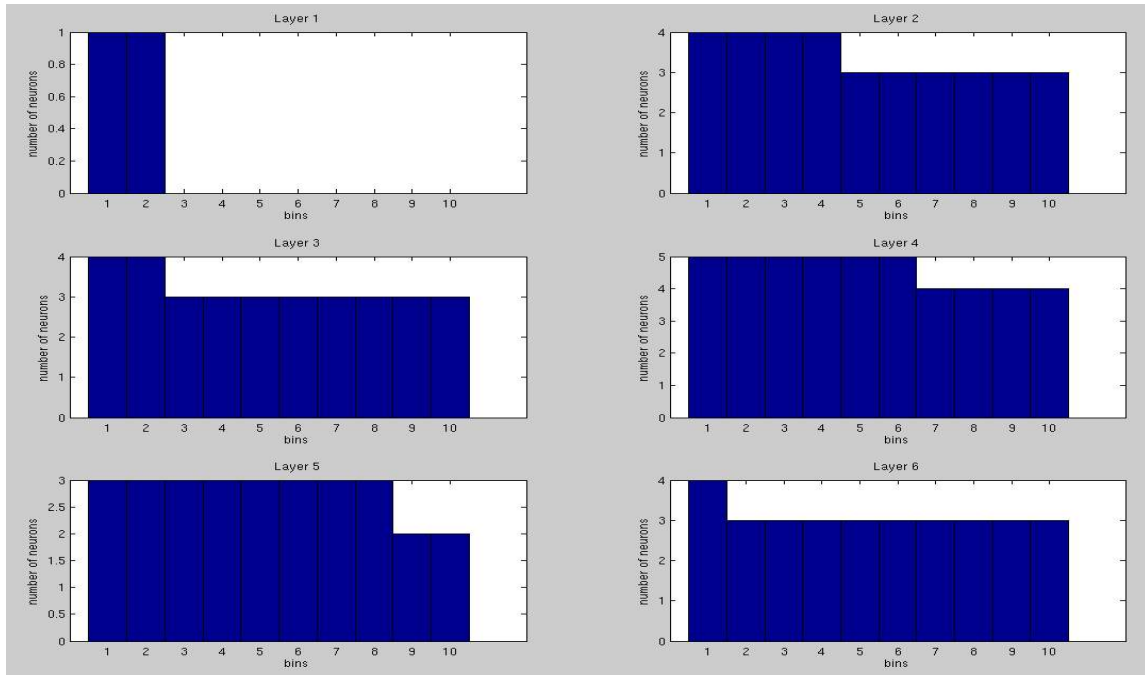 Layer 1
number of neurons
1
0.8
0.6
0.4
0.2
0
1 2 3 4 5 6 7 8 9 10
bins
Layer 2
number of neurons
4
3
2
1
0
1 2 3 4 5 6 7 8 9 10
bins
Layer 3
number of neurons
4
3
2
1
0
1 2 3 4 5 6 7 8 9 10
bins
Layer 4
number of neurons
5
4
3
2
1
0
1 2 3 4 5 6 7 8 9 10
bins
Layer 5
number of neurons
3
2.5
2
1.5
1
0.5
0
1 2 3 4 5 6 7 8 9 10
bins
Layer 6
number of neurons
4
3
2
1
0
1 2 3 4 5 6 7 8 9 10
bins